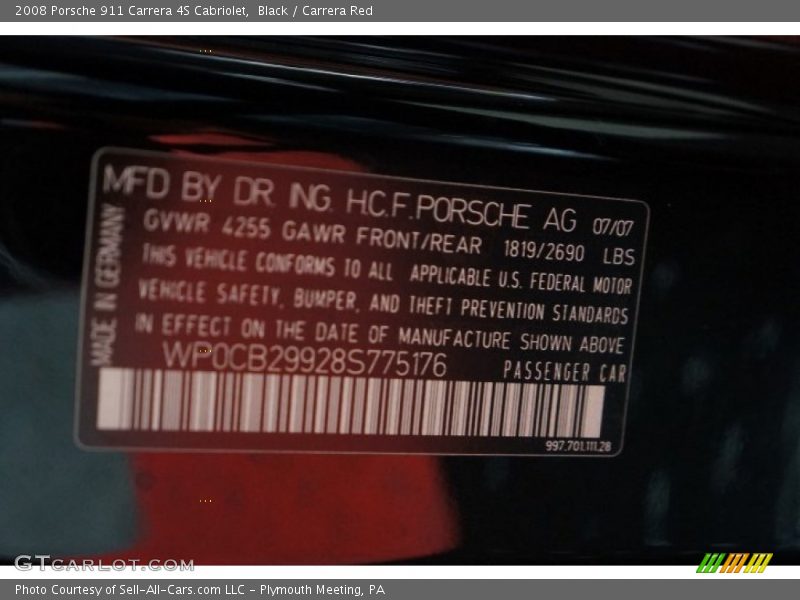 2008 Porsche 911 Carrera 4S Cabriolet, Black / Carrera Red
MFD BY DR. ING. H.C.F. PORSCHE AG 07/07
GVWR 4255 GAWR FRONT/REAR 1819/2690 LBS
THIS VEHICLE CONFORMS TO ALL APPLICABLE U.S. FEDERAL MOTOR
VEHICLE SAFETY, BUMPER, AND THEFT PREVENTION STANDARDS
IN EFFECT ON THE DATE OF MANUFACTURE SHOWN ABOVE
WP0CB29928S775176 PASSENGER CAR
MADE IN GERMANY
997.701.111.28
GTCARLOT.COM
Photo Courtesy of Sell-All-Cars.com LLC - Plymouth Meeting, PA